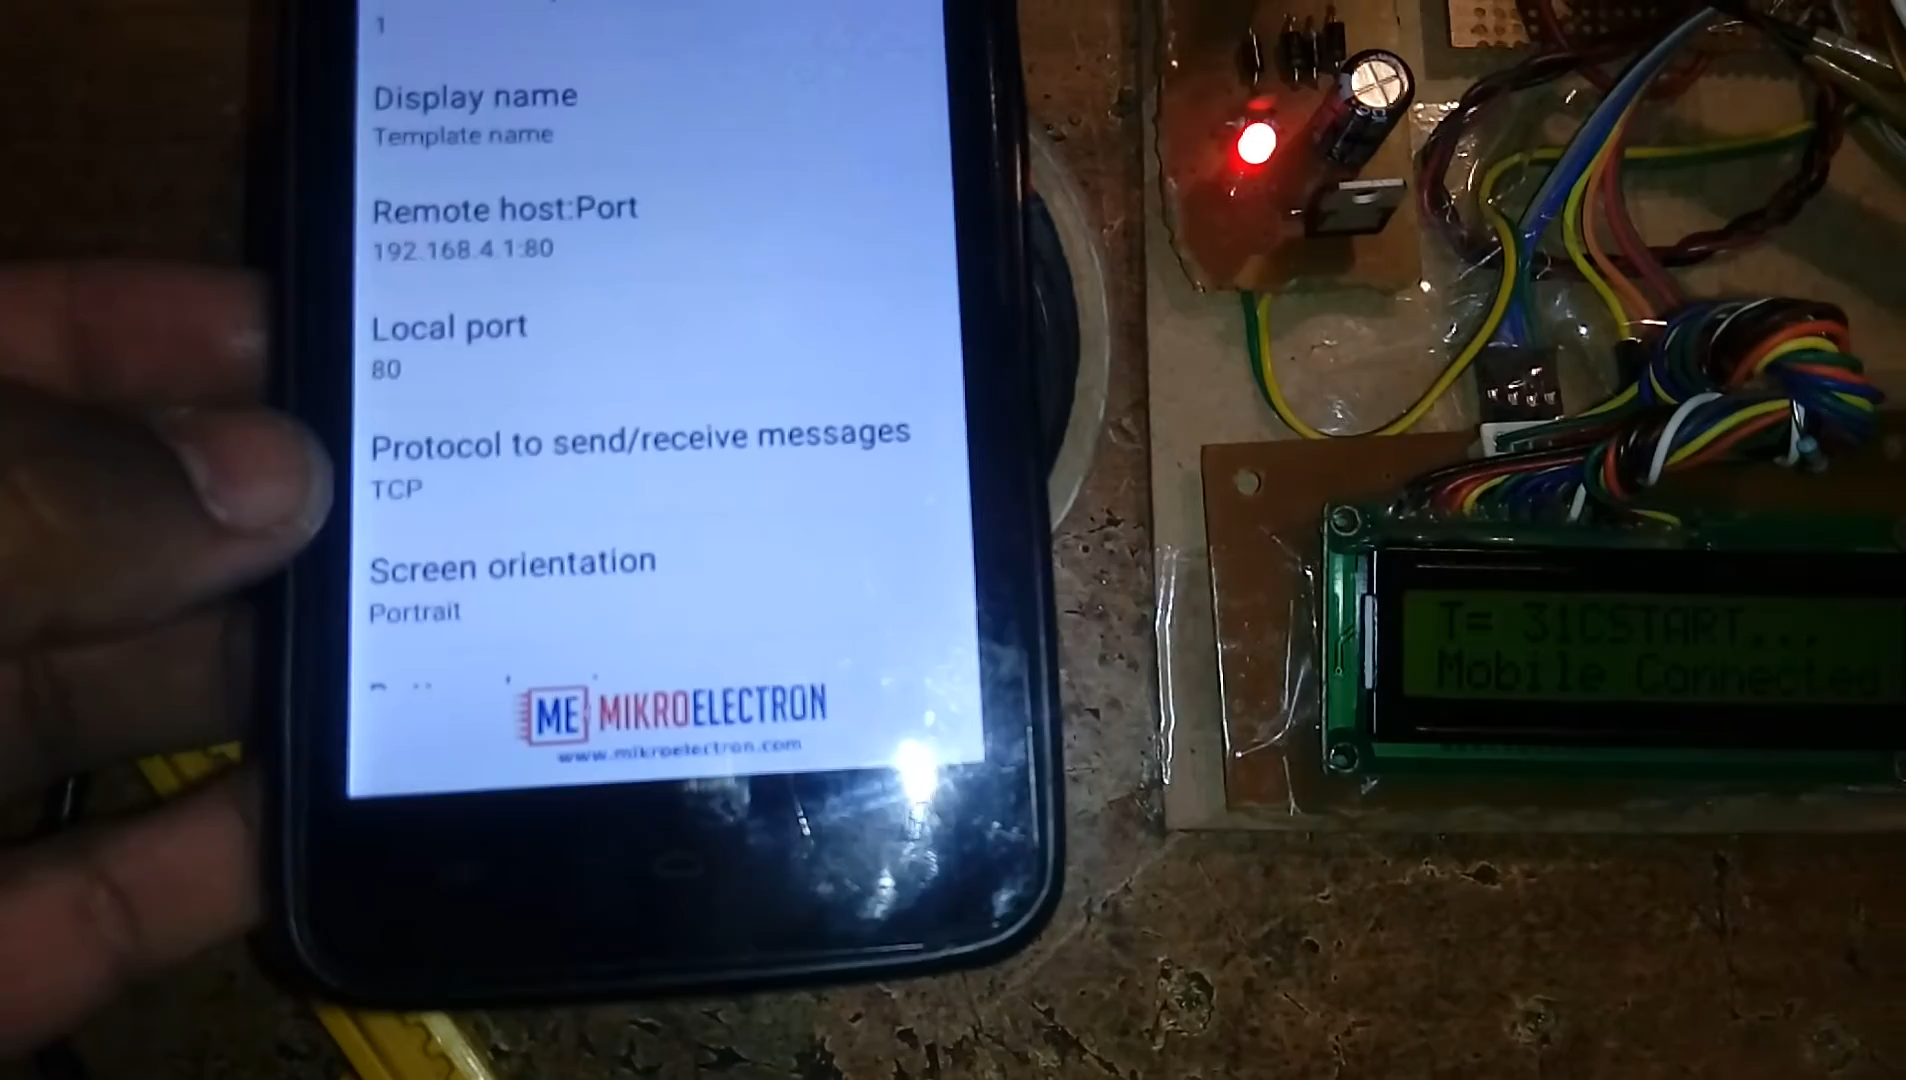 1
Display name
Template name
Remote host:Port
192.168.4.1:80
Local port
80
Protocol to send/receive messages
TCP
Screen orientation
Portrait
ME MIKROELECTRON
www.mikroelectron.com
T= 31CSTART...
Mobile Connected